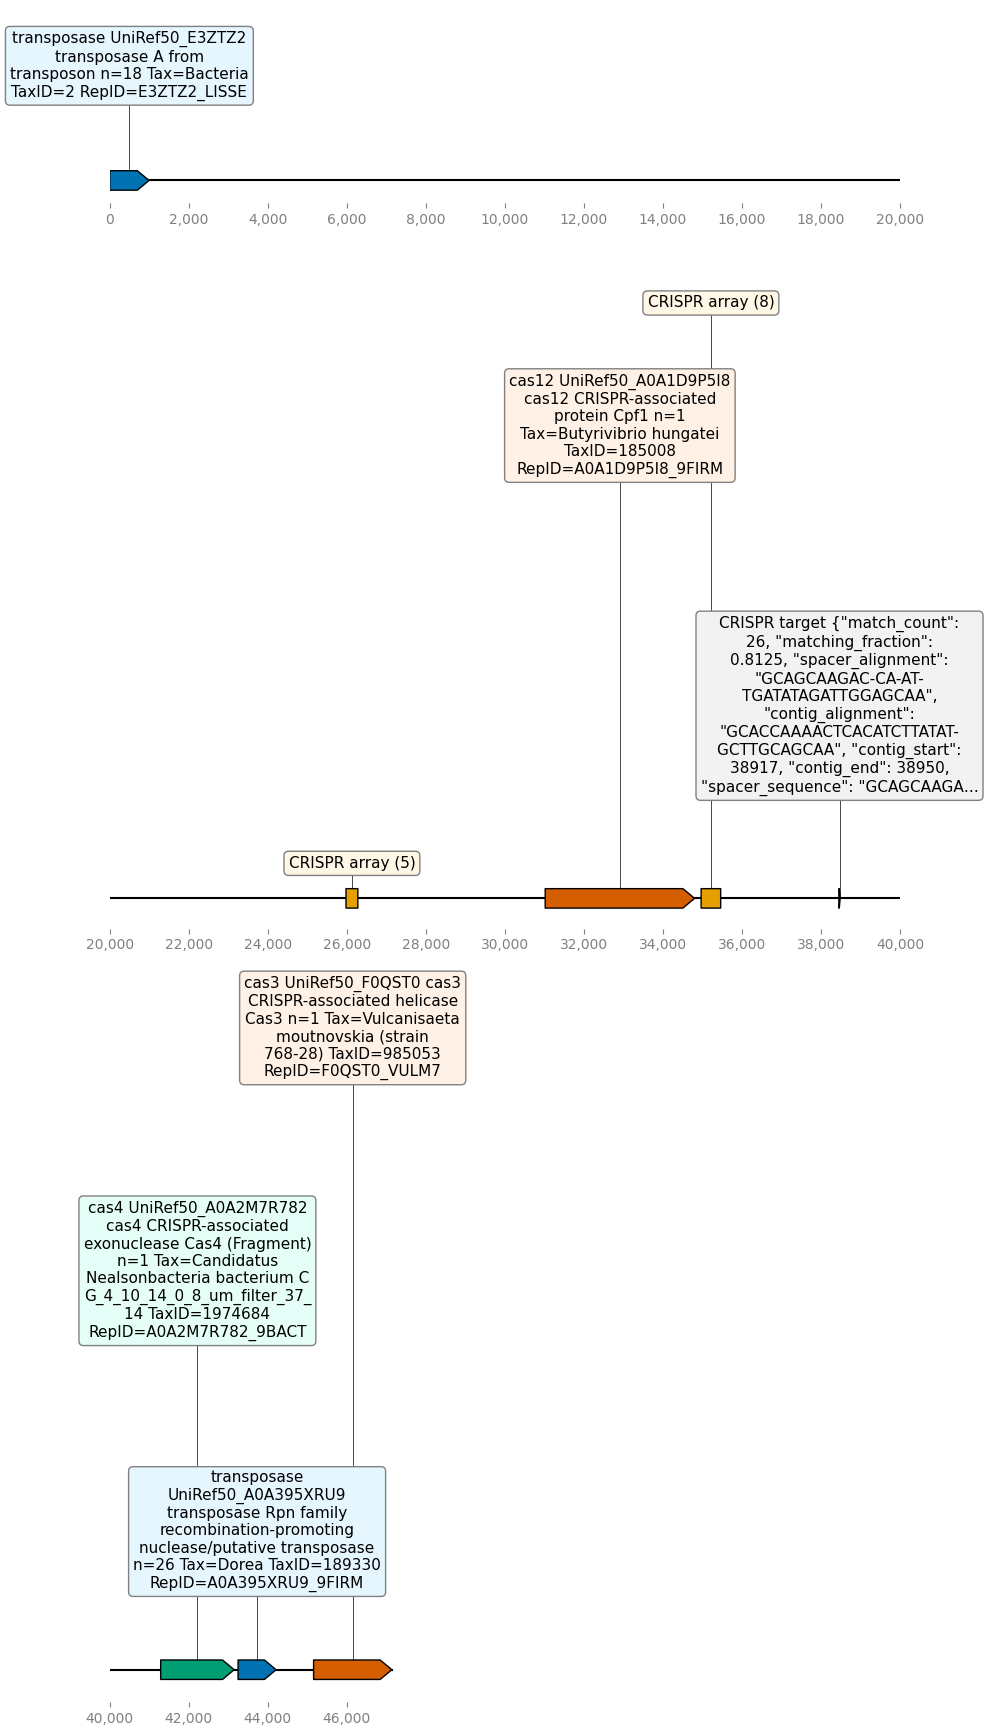 transposase UniRef50_E3ZTZ2
transposase A from
transposon n=18 Tax=Bacteria
TaxID=2 RepID=E3ZTZ2_LISSE
0 2,000 4,000 6,000 8,000 10,000 12,000 14,000 16,000 18,000 20,000
CRISPR array (8)
cas12 UniRef50_A0A1D9P5I8
cas12 CRISPR-associated
protein Cpf1 n=1
Tax=Butyrivibrio hungatei
TaxID=185008
RepID=A0A1D9P5I8_9FIRM
CRISPR target {"match_count":
26, "matching_fraction":
0.8125, "spacer_alignment":
"GCAGCAAGAC-CA-AT-
TGATATAGATTGGAGCAA",
"contig_alignment":
"GCACCAAAACTCACATCTTATAT-
GCTTGCAGCAA", "contig_start":
38917, "contig_end": 38950,
"spacer_sequence": "GCAGCAAGA...
CRISPR array (5)
20,000 22,000 24,000 26,000 28,000 30,000 32,000 34,000 36,000 38,000 40,000
cas3 UniRef50_F0QST0 cas3
CRISPR-associated helicase
Cas3 n=1 Tax=Vulcanisaeta
moutnovskia (strain
768-28) TaxID=985053
RepID=F0QST0_VULM7
cas4 UniRef50_A0A2M7R782
cas4 CRISPR-associated
exonuclease Cas4 (Fragment)
n=1 Tax=Candidatus
Nealsonbacteria bacterium C
G_4_10_14_0_8_um_filter_37_
14 TaxID=1974684
RepID=A0A2M7R782_9BACT
transposase
UniRef50_A0A395XRU9
transposase Rpn family
recombination-promoting
nuclease/putative transposase
n=26 Tax=Dorea TaxID=189330
RepID=A0A395XRU9_9FIRM
40,000 42,000 44,000 46,000